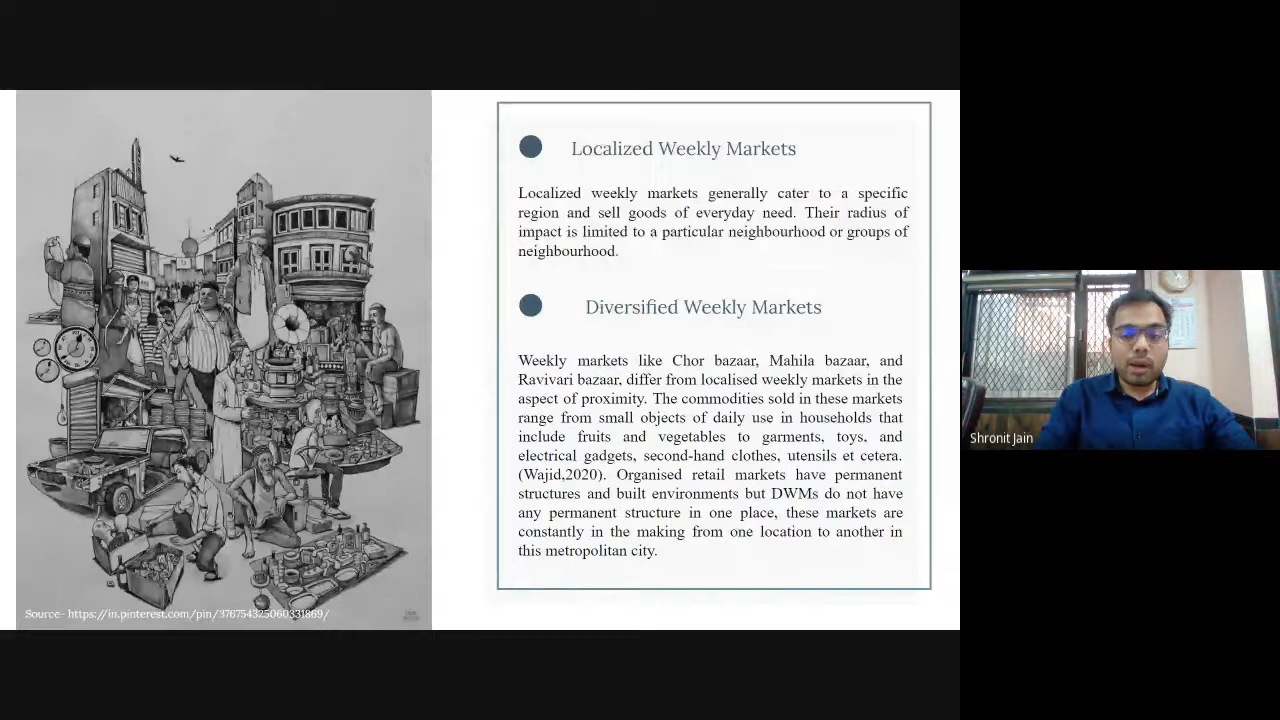 Localized Weekly Markets
Localized weekly markets generally cater to a specific
region and sell goods of everyday need. Their radius of
impact is limited to a particular neighbourhood or groups of
neighbourhood.
Diversified Weekly Markets
Weekly markets like Chor bazaar, Mahila bazaar, and
Ravivari bazaar, differ from localised weekly markets in the
aspect of proximity. The commodities sold in these markets
range from small objects of daily use in households that
include fruits and vegetables to garments, toys, and
electrical gadgets, second-hand clothes, utensils et cetera.
(Wajid,2020). Organised retail markets have permanent
structures and built environments but DWMs do not have
any permanent structure in one place, these markets are
constantly in the making from one location to another in
this metropolitan city.
Source- https://in.pinterest.com/pin/376754325060331869/
Shronit Jain